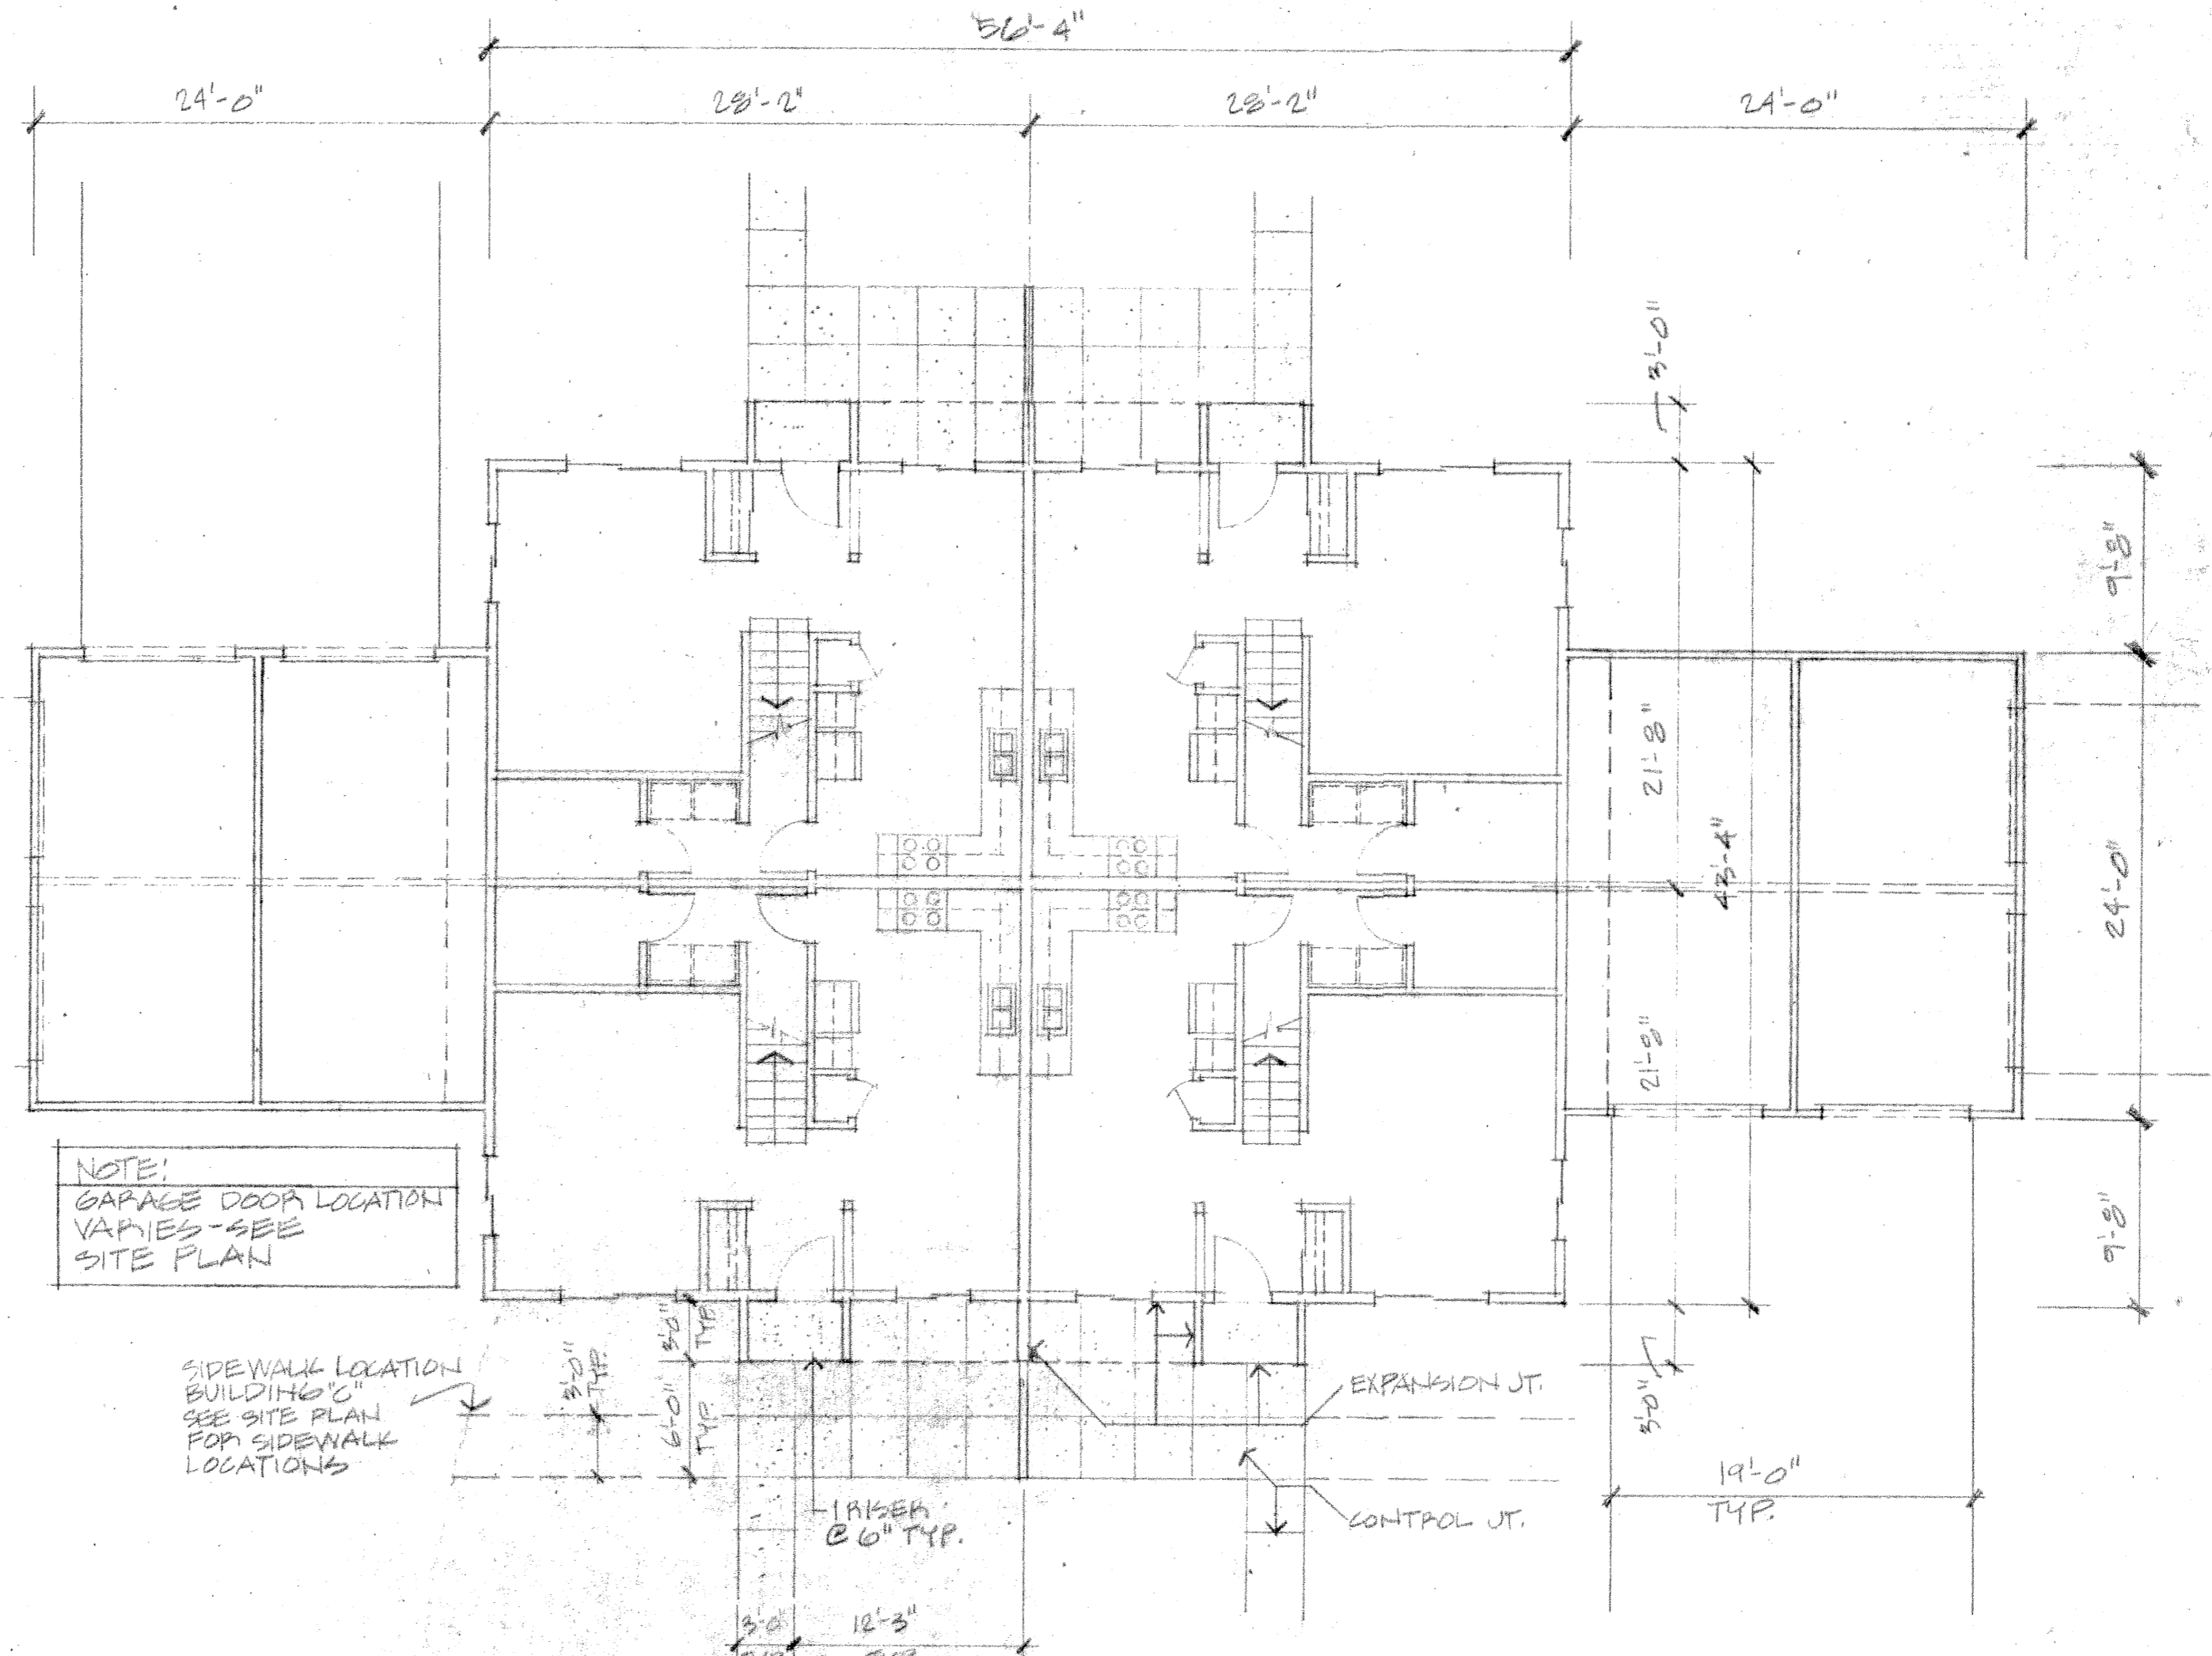 56'-4"
24'-0"
28'-2"
28'-2"
24'-0"
3'-0"
9'-8"
21'-8"
43'-4"
24'-0"
21'-8"
9'-8"
3'-0"
NOTE:
GARAGE DOOR LOCATION
VARIES-SEE
SITE PLAN
SIDEWALK LOCATION
BUILDING "C"
SEE SITE PLAN
FOR SIDEWALK
LOCATIONS
3'-0"
TYP.
3'-0"
TYP.
6'-0"
TYP.
EXPANSION JT.
CONTROL JT.
1 RISER
@ 6" TYP.
19'-0"
TYP.
3'-0"
12'-3"